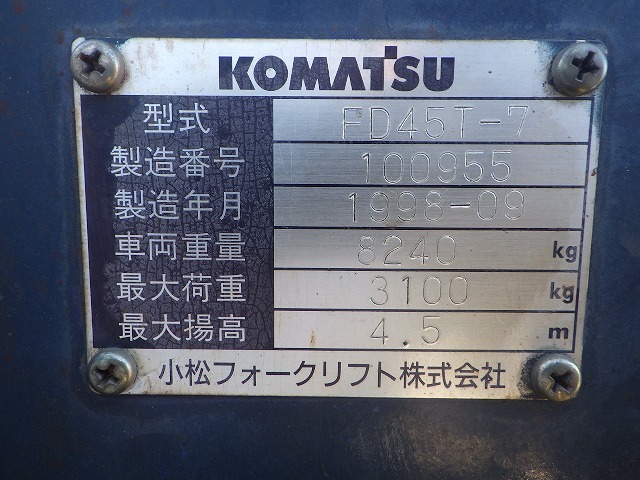 KOMATSU
型式 FD45T-7
製造番号 100955
製造年月 1998-09
車両重量 8240 kg
最大荷重 3100 kg
最大揚高 4.5 m
小松フォークリフト株式会社